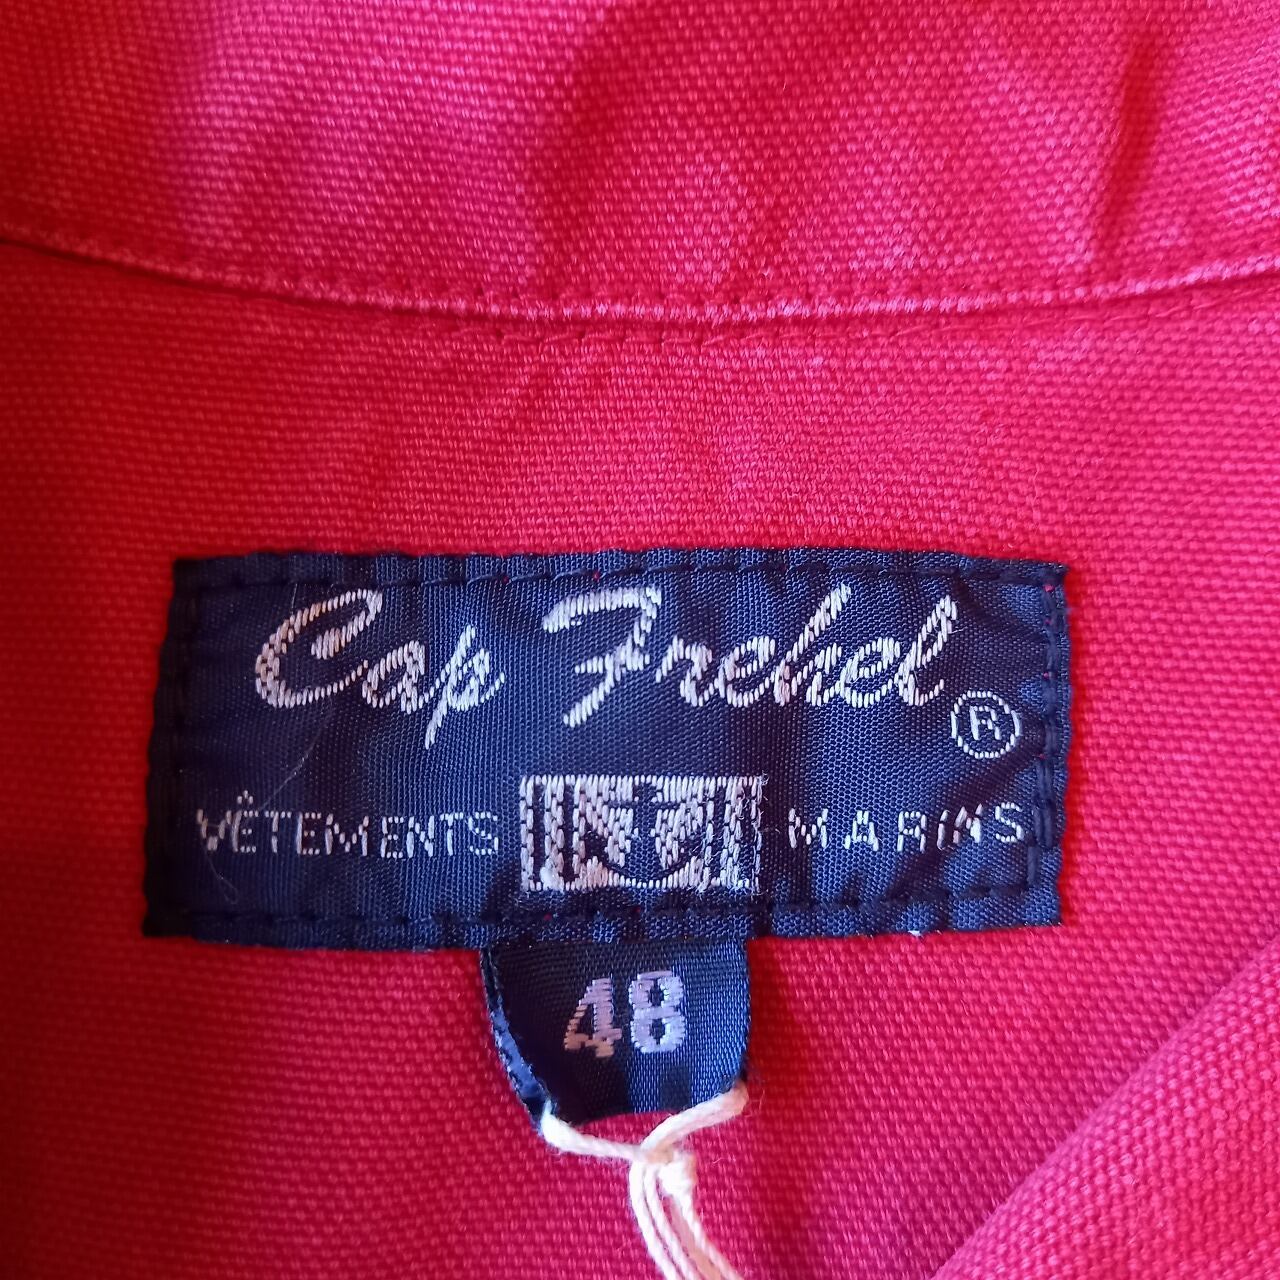 Cap Frehel ®
VÊTEMENTS MARINS
48